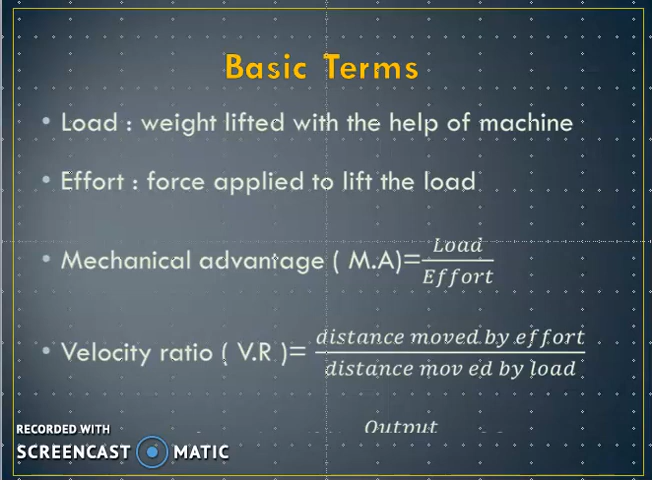 Basic Terms
• Load : weight lifted with the help of machine
• Effort : force applied to lift the load
• Mechanical advantage ( M.A)= Load
Effort
• Velocity ratio ( V.R )= distance moved by effort
distance mov ed by load
Output
RECORDED WITH
SCREENCAST MATIC